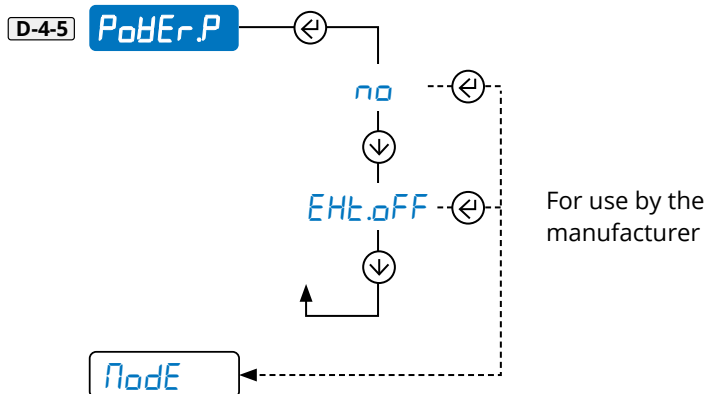 D-4-5 PoWEr.P
no
EHt.oFF
For use by the
manufacturer
ModE